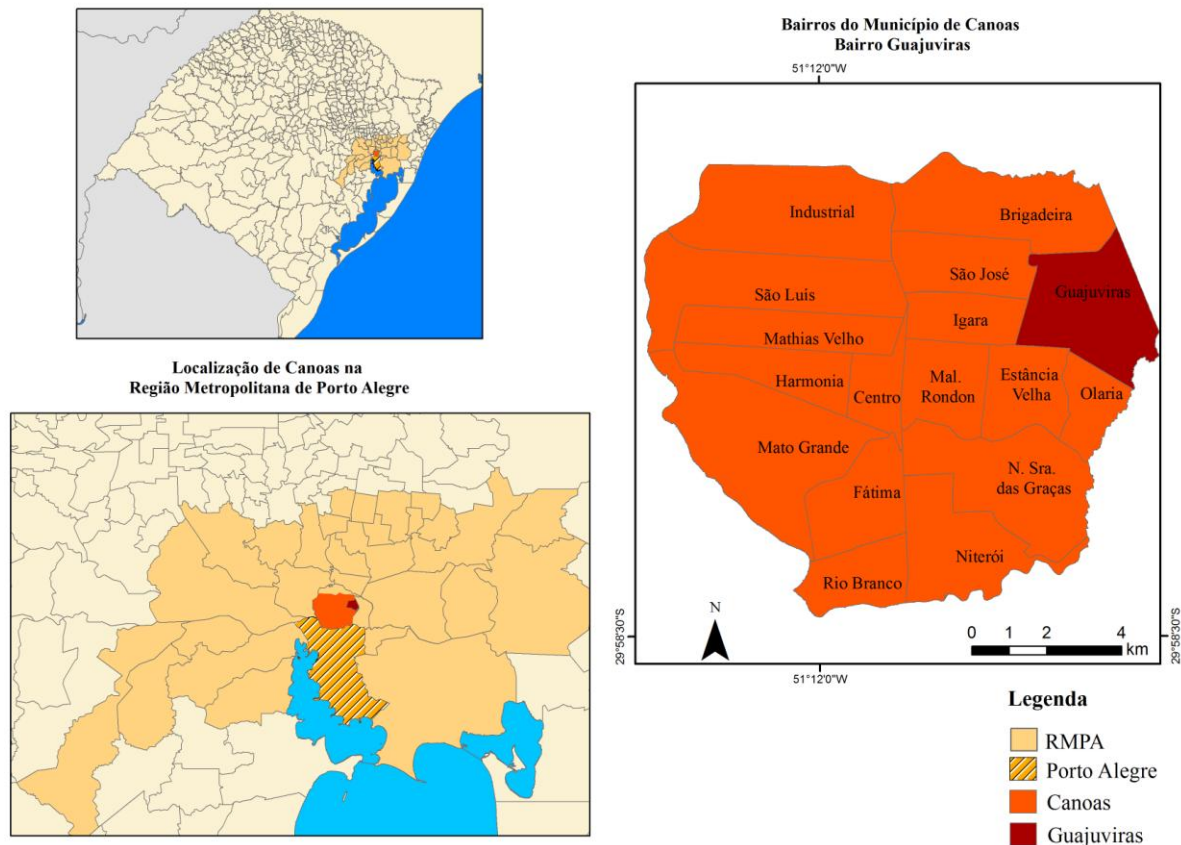 Localização de Canoas na
Região Metropolitana de Porto Alegre
Bairros do Município de Canoas
Bairro Guajuviras
51°12'0"W
Industrial
Brigadeira
São José
Guajuviras
São Luís
Igara
Mathias Velho
Harmonia
Centro
Mal.
Rondon
Estância
Velha
Olaria
Mato Grande
N. Sra.
das Graças
Fátima
Niterói
Rio Branco
N
0 1 2 4
km
29°58'30"S
29°58'30"S
51°12'0"W
Legenda
RMPA
Porto Alegre
Canoas
Guajuviras